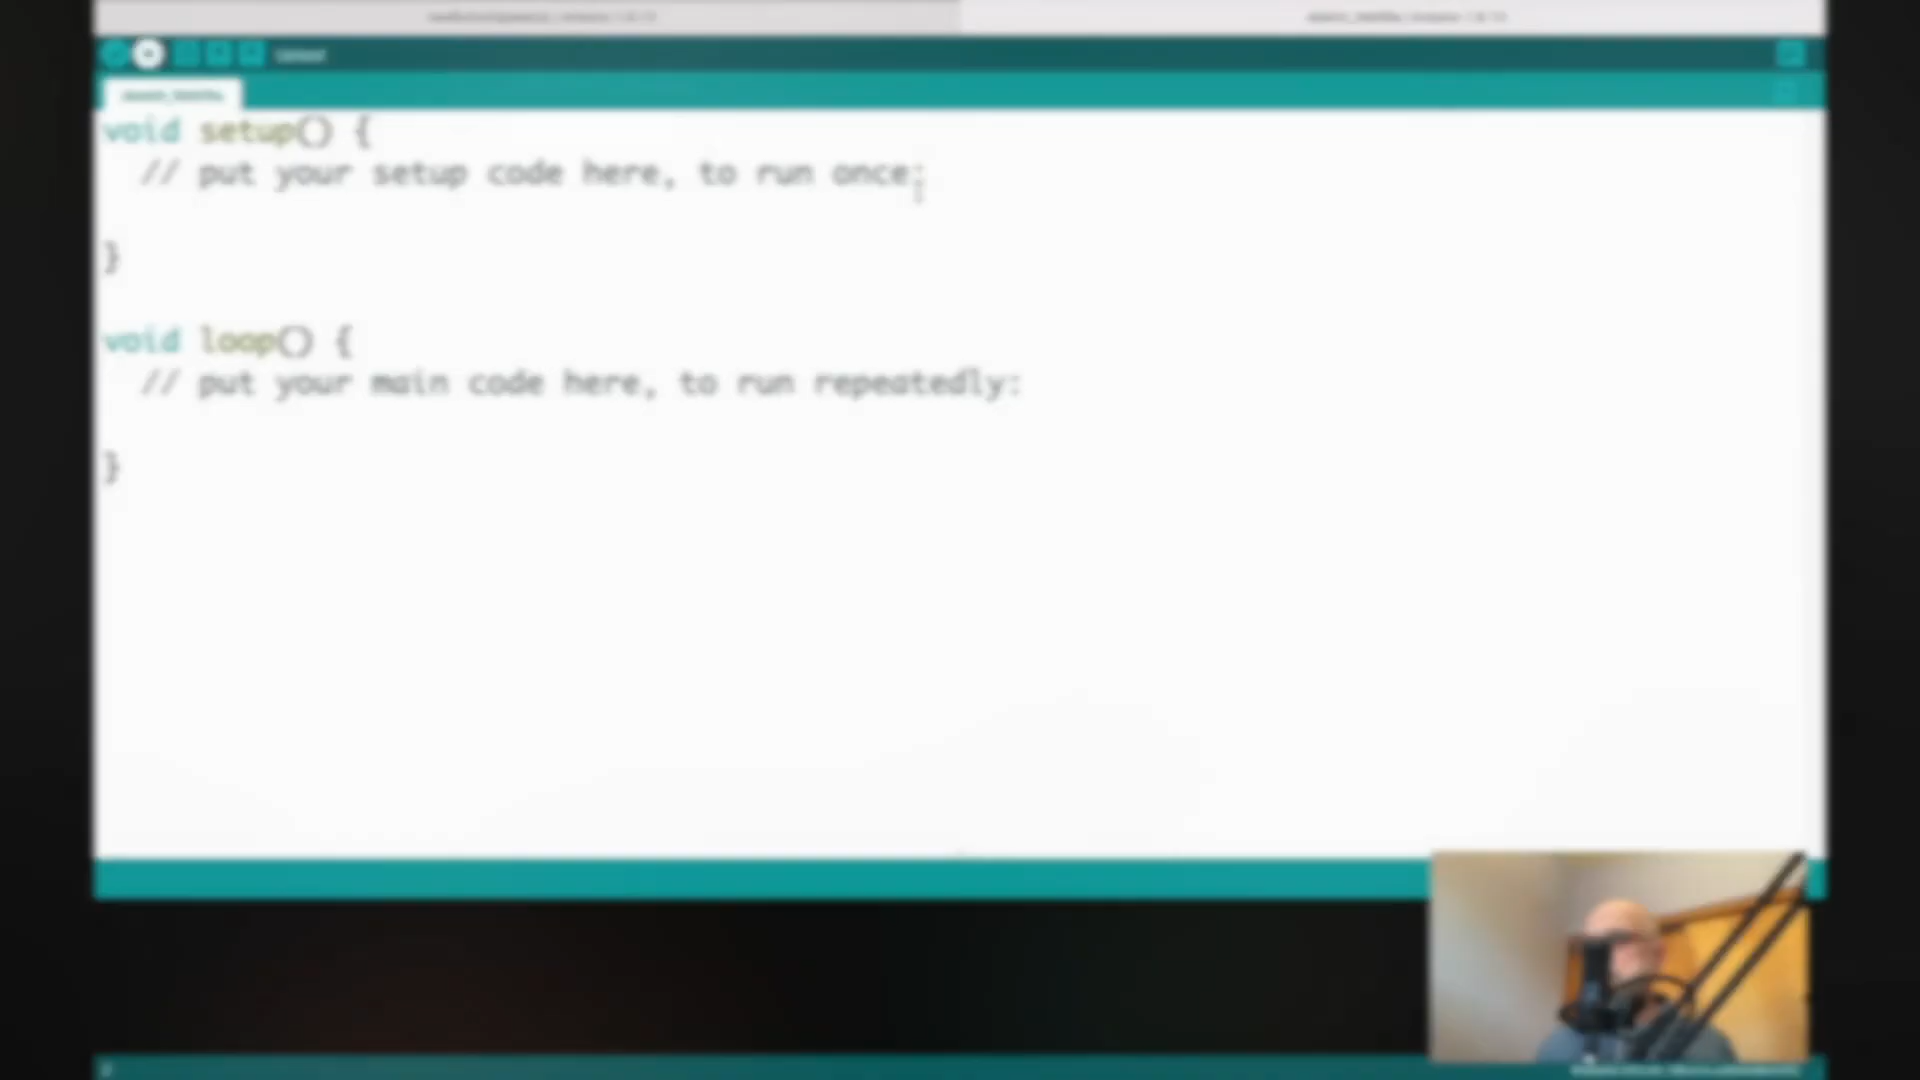 Upload
void setup() {
// put your setup code here, to run once:
}
void loop() {
// put your main code here, to run repeatedly:
}